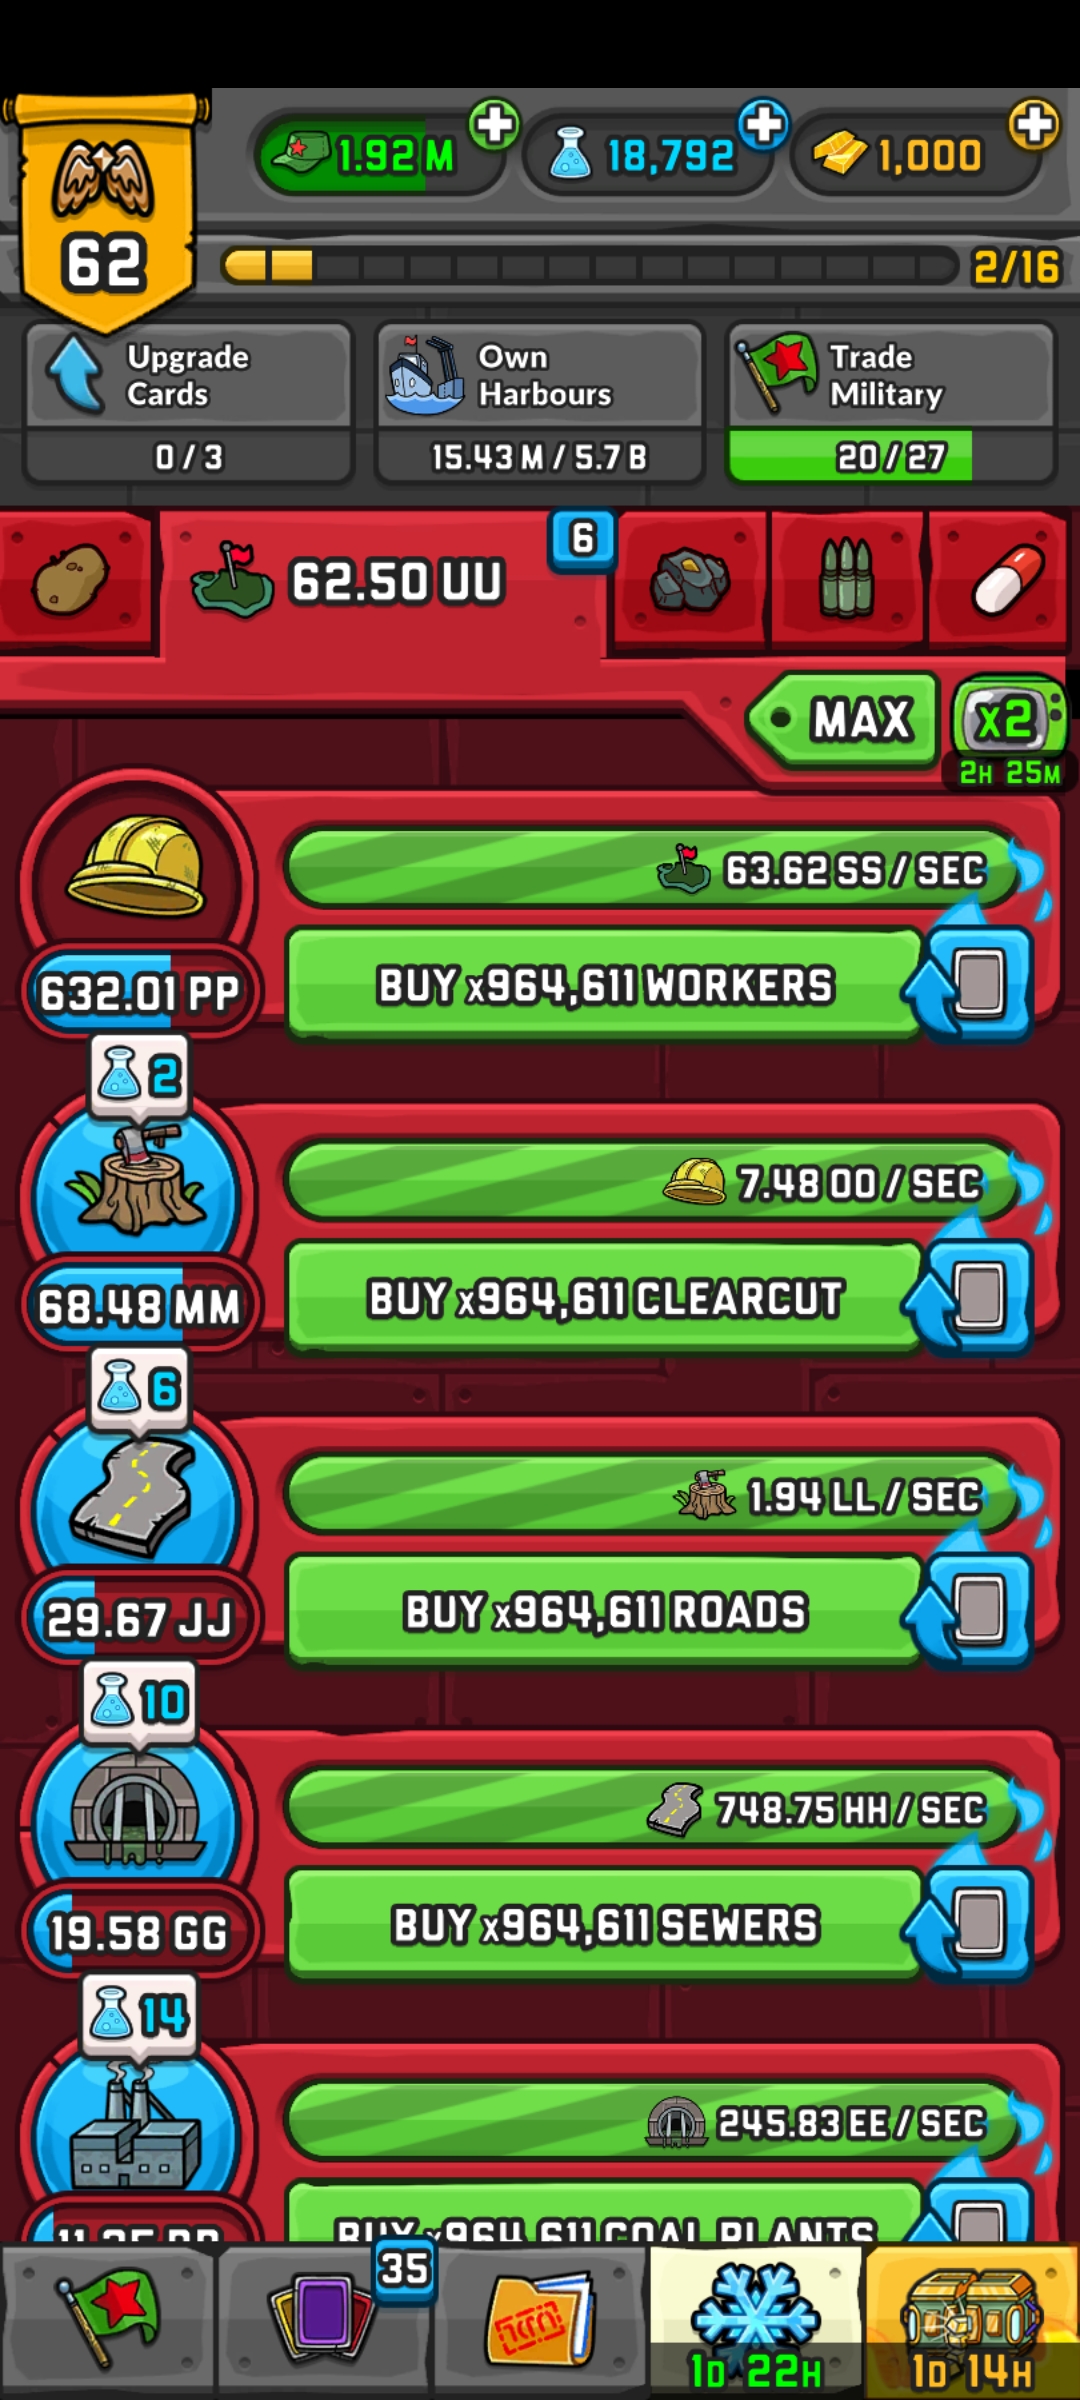 62
1.92 M
18,792
1,000
2/16
Upgrade
Cards
0 / 3
Own
Harbours
15.43 M / 5.7 B
Trade
Military
20 / 27
62.50 UU
6
MAX
X2
2H 25M
63.62 SS / SEC
632.01 PP
BUY x964,611 WORKERS
2
7.48 OO / SEC
68.48 MM
BUY x964,611 CLEARCUT
6
1.94 LL / SEC
29.67 JJ
BUY x964,611 ROADS
10
748.75 HH / SEC
19.58 GG
BUY x964,611 SEWERS
14
245.83 EE / SEC
BUY x964,611 COAL PLANTS
35
1D 22H
1D 14H